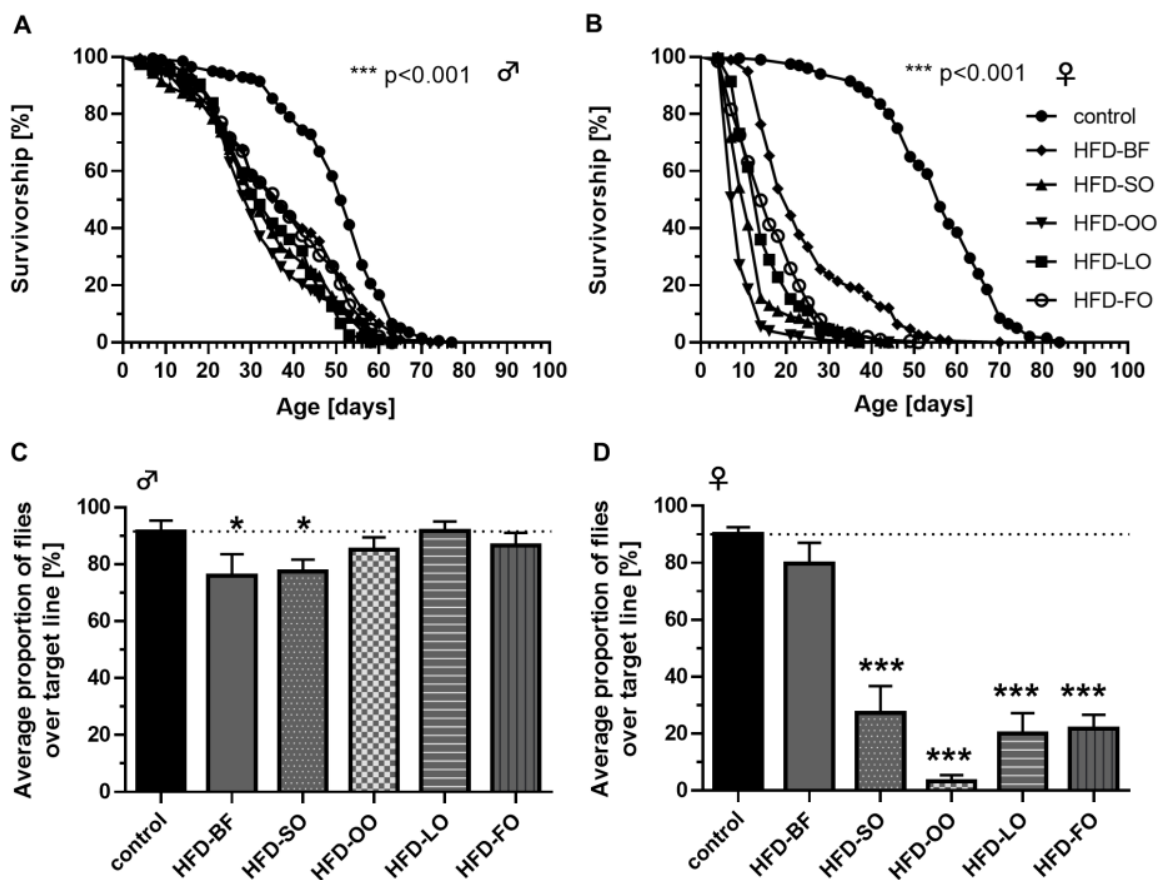 A
*** p<0.001 ♂
Survivorship [%]
100
80
60
40
20
0
0 10 20 30 40 50 60 70 80 90 100
Age [days]
B
*** p<0.001 ♀
Survivorship [%]
100
80
60
40
20
0
0 10 20 30 40 50 60 70 80 90 100
Age [days]
control
HFD-BF
HFD-SO
HFD-OO
HFD-LO
HFD-FO
C
♂
Average proportion of flies
over target line [%]
100
80
60
40
20
0
* *
control HFD-BF HFD-SO HFD-OO HFD-LO HFD-FO
D
♀
Average proportion of flies
over target line [%]
100
80
60
40
20
0
*** *** *** ***
control HFD-BF HFD-SO HFD-OO HFD-LO HFD-FO